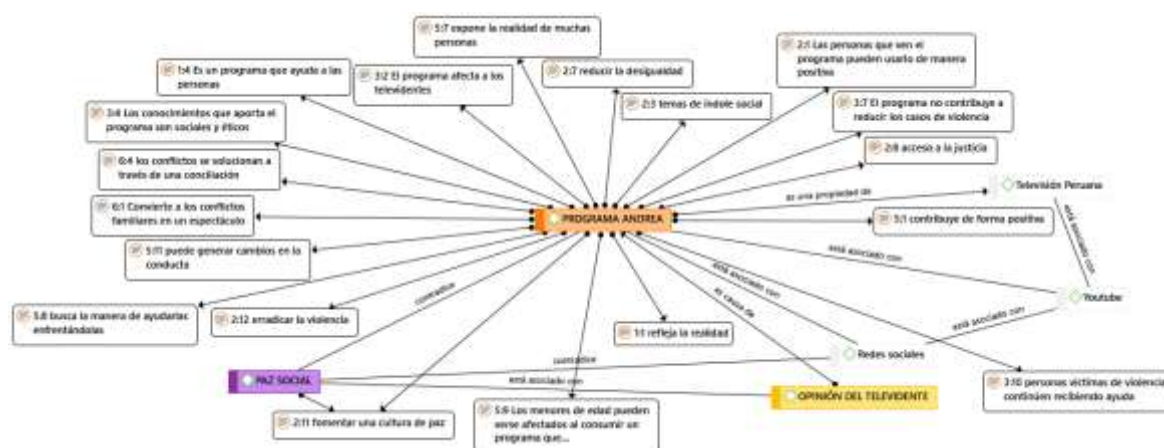 5:7 expone la realidad de muchas
personas
2:1 Las personas que ven el
programa pueden usarlo de manera
positiva
1:4 Es un programa que ayuda a las
personas
3:2 El programa afecta a los
televidentes
2:7 reducir la desigualdad
3:4 Los conocimientos que aporta el
programa son sociales y éticos
2:3 temas de índole social
3:7 El programa no contribuye a
reducir los casos de violencia
6:4 los conflictos se solucionan a
través de una conciliación
2:8 acceso a la justicia
es una propiedad de
Televisión Peruana
6:1 Convierte a los conflictos
familiares en un espectáculo
PROGRAMA ANDREA
5:1 contribuye de forma positiva
5:11 puede generar cambios en la
conducta
está asociado con
está asociado con
está asociado con
es causa de
contradice
Youtube
5:8 busca la manera de ayudarlas
enfrentándolas
2:12 erradicar la violencia
1:1 refleja la realidad
está asociado con
Redes sociales
contradice
PAZ SOCIAL
está asociado con
OPINIÓN DEL TELEVIDENTE
3:10 personas víctimas de violencia
continúen recibiendo ayuda
2:11 fomentar una cultura de paz
5:9 Los menores de edad pueden
verse afectados al consumir un
programa que...